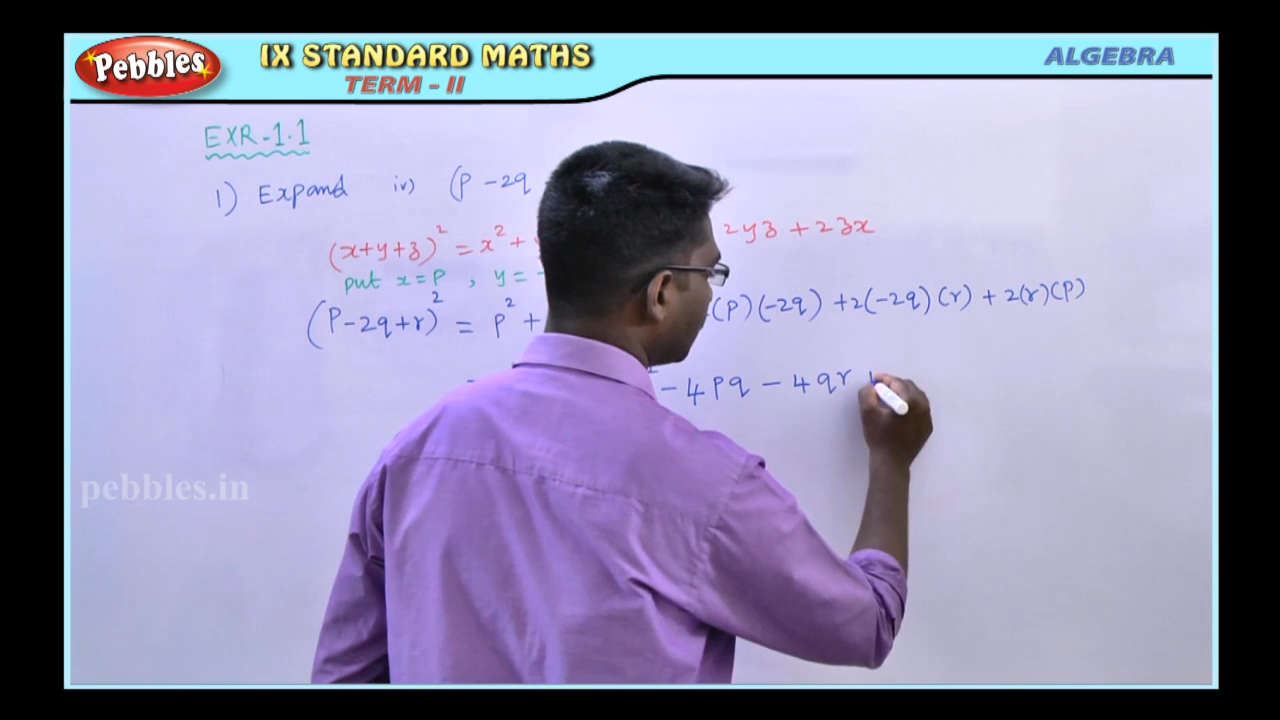 Pebbles
IX STANDARD MATHS
TERM - II
ALGEBRA
EXR-1.1
1) Expand iv) (P -2q
(x+y+z)² = x² + 2yz + 2zx
put x=P , y= -
(P-2q+r)² = p² + (P)(-2q) +2(-2q)(r) + 2(r)(P)
- 4pq - 4qr
pebbles.in